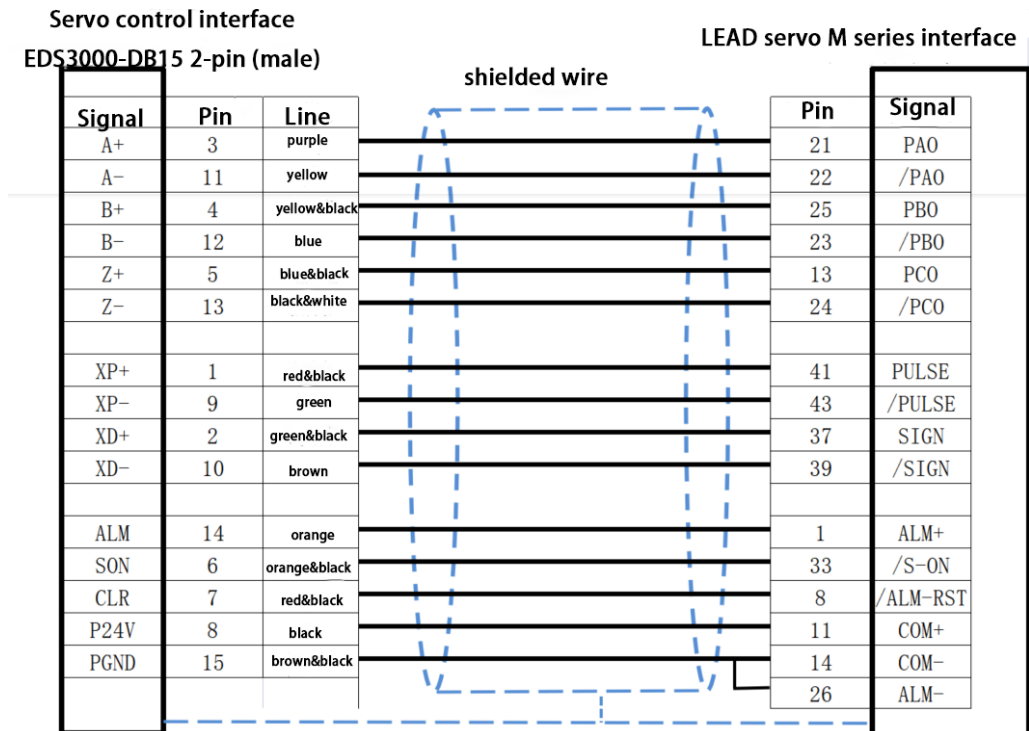 Servo control interface
EDS3000-DB15 2-pin (male)
LEAD servo M series interface
shielded wire
Signal Pin Line Pin Signal
A+ 3 purple 21 PAO
A- 11 yellow 22 /PAO
B+ 4 yellow&black 25 PBO
B- 12 blue 23 /PBO
Z+ 5 blue&black 13 PCO
Z- 13 black&white 24 /PCO
XP+ 1 red&black 41 PULSE
XP- 9 green 43 /PULSE
XD+ 2 green&black 37 SIGN
XD- 10 brown 39 /SIGN
ALM 14 orange 1 ALM+
SON 6 orange&black 33 /S-ON
CLR 7 red&black 8 /ALM-RST
P24V 8 black 11 COM+
PGND 15 brown&black 14 COM-
26 ALM-